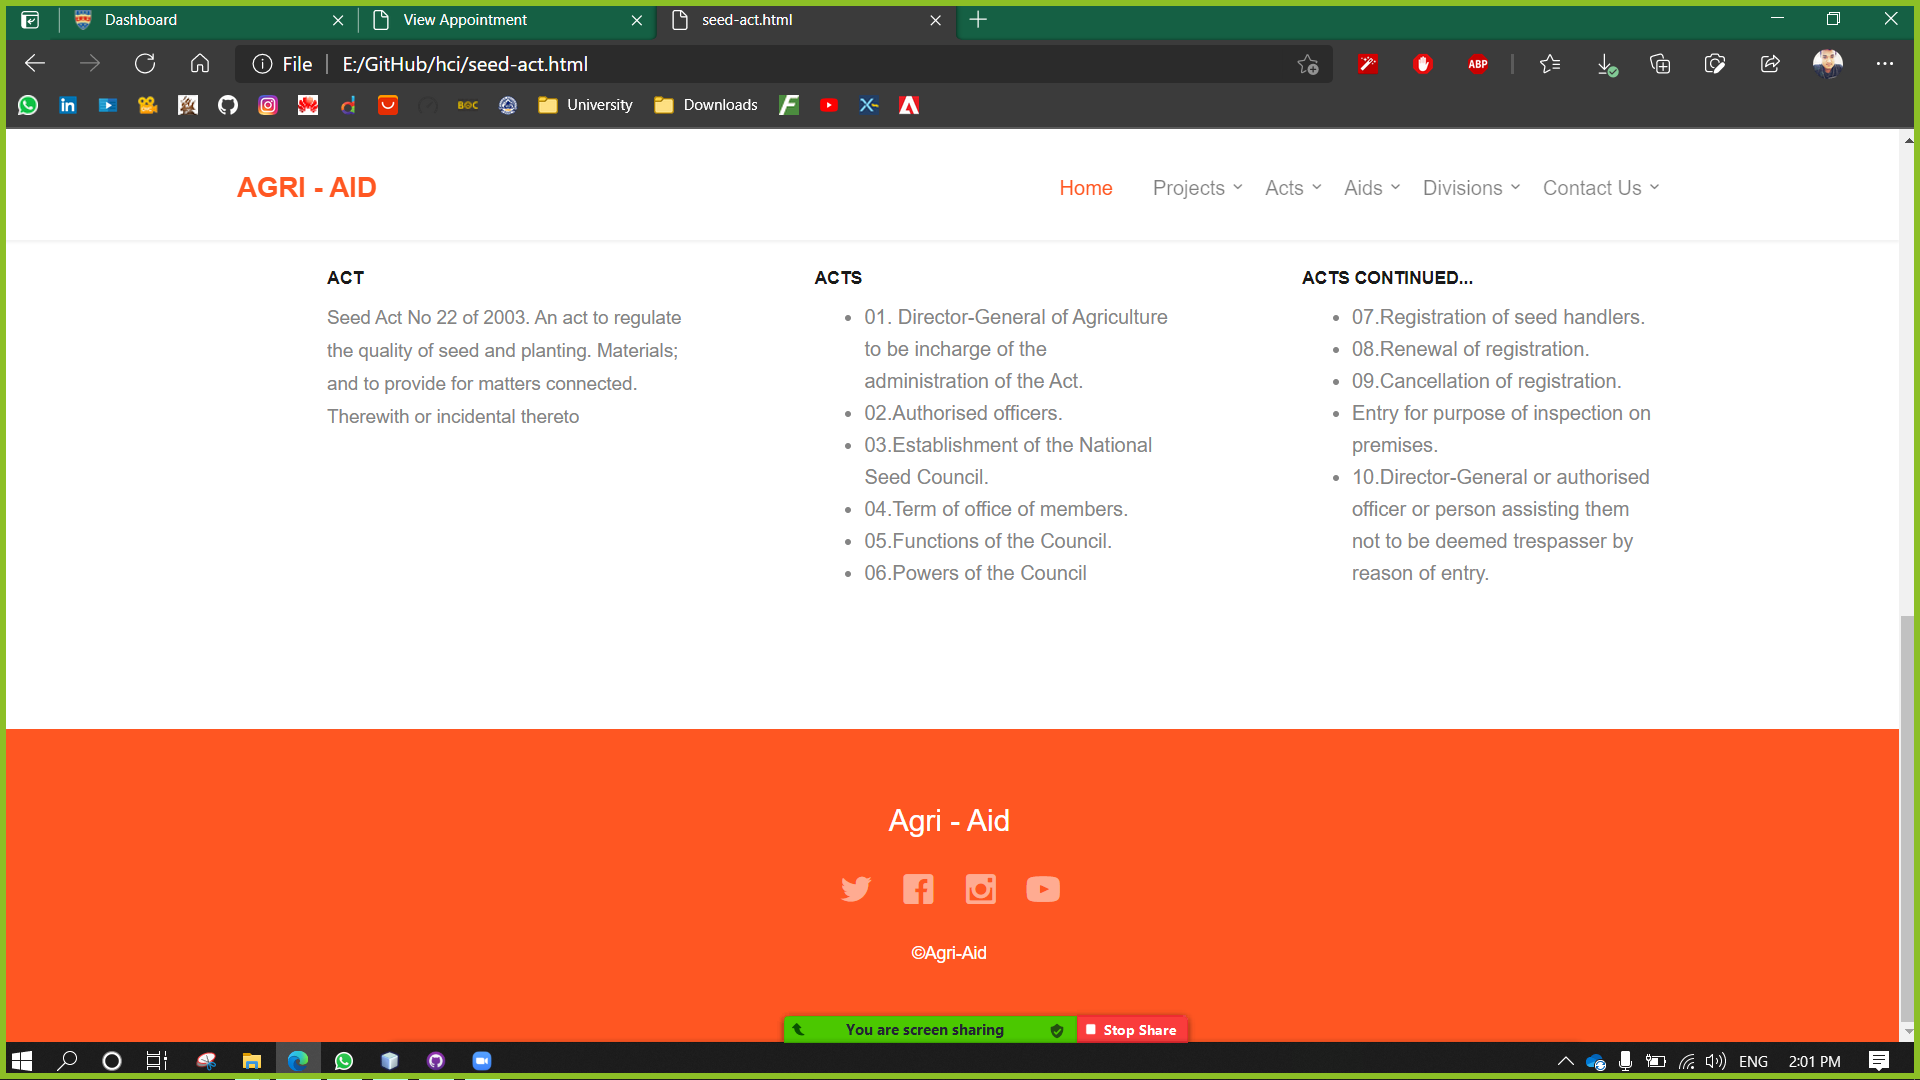 Dashboard
View Appointment
seed-act.html
File
E:/GitHub/hci/seed-act.html
ABP
BOC
University
Downloads
AGRI - AID
Home
Projects
Acts
Aids
Divisions
Contact Us
ACT
Seed Act No 22 of 2003. An act to regulate
the quality of seed and planting. Materials;
and to provide for matters connected.
Therewith or incidental thereto
ACTS
01. Director-General of Agriculture
to be incharge of the
administration of the Act.
02.Authorised officers.
03.Establishment of the National
Seed Council.
04.Term of office of members.
05.Functions of the Council.
06.Powers of the Council
ACTS CONTINUED...
07.Registration of seed handlers.
08.Renewal of registration.
09.Cancellation of registration.
Entry for purpose of inspection on
premises.
10.Director-General or authorised
officer or person assisting them
not to be deemed trespasser by
reason of entry.
Agri - Aid
©Agri-Aid
You are screen sharing
Stop Share
ENG
2:01 PM